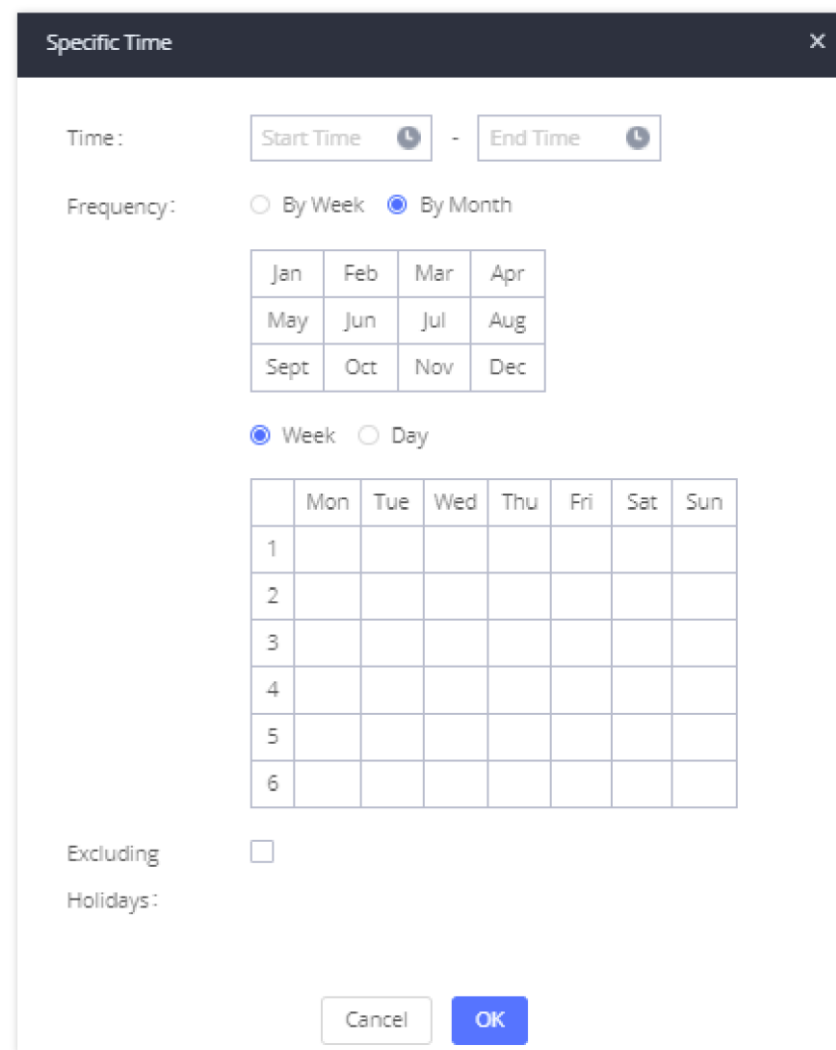 Specific Time
Time: Start Time - End Time
Frequency: By Week By Month
Jan Feb Mar Apr
May Jun Jul Aug
Sept Oct Nov Dec
Week Day
Mon Tue Wed Thu Fri Sat Sun
1
2
3
4
5
6
Excluding
Holidays:
Cancel OK